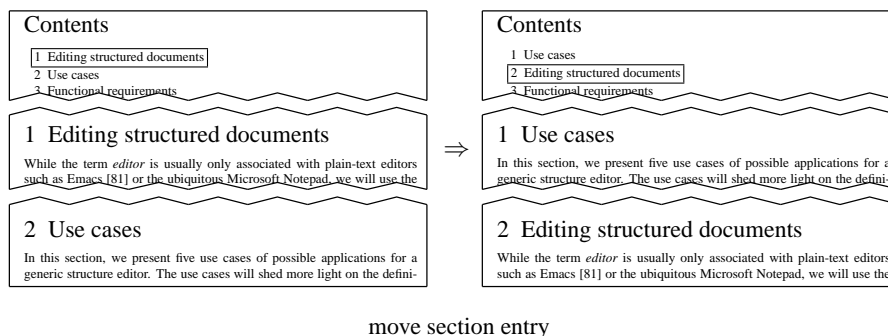 Contents
1 Editing structured documents
2 Use cases
3 Functional requirements
1 Editing structured documents
While the term editor is usually only associated with plain-text editors
such as Emacs [81] or the ubiquitous Microsoft Notepad, we will use the
2 Use cases
In this section, we present five use cases of possible applications for a
generic structure editor. The use cases will shed more light on the defini-
⇒
Contents
1 Use cases
2 Editing structured documents
3 Functional requirements
1 Use cases
In this section, we present five use cases of possible applications for a
generic structure editor. The use cases will shed more light on the defini-
2 Editing structured documents
While the term editor is usually only associated with plain-text editors
such as Emacs [81] or the ubiquitous Microsoft Notepad, we will use the
move section entry